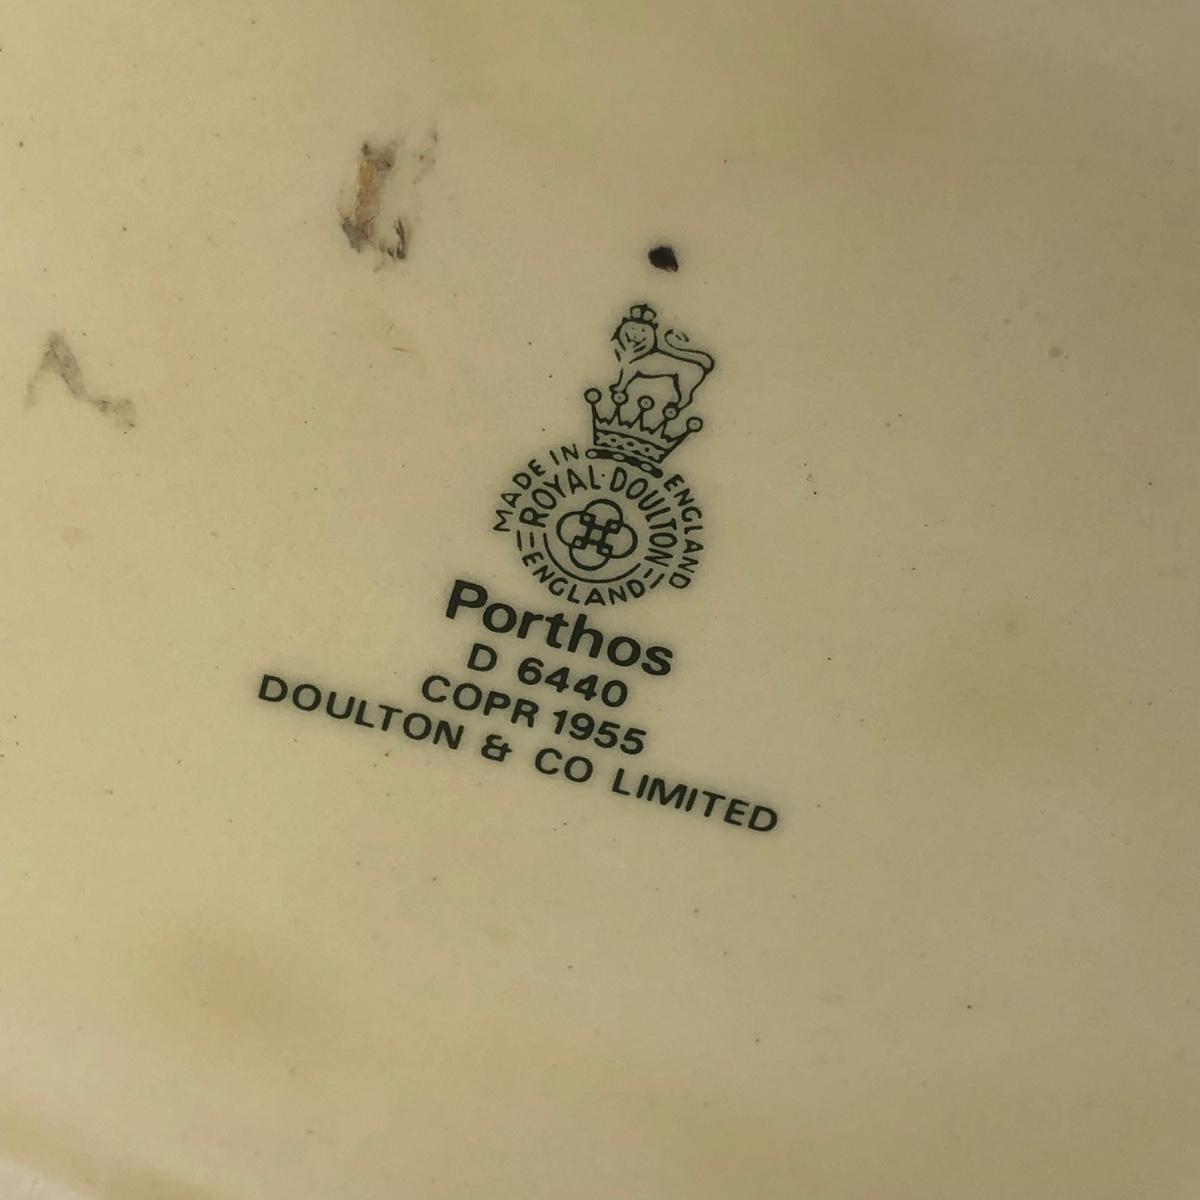 MADE IN ENGLAND
ROYAL·DOULTON
ENGLAND
Porthos
D 6440
COPR 1955
DOULTON & CO LIMITED